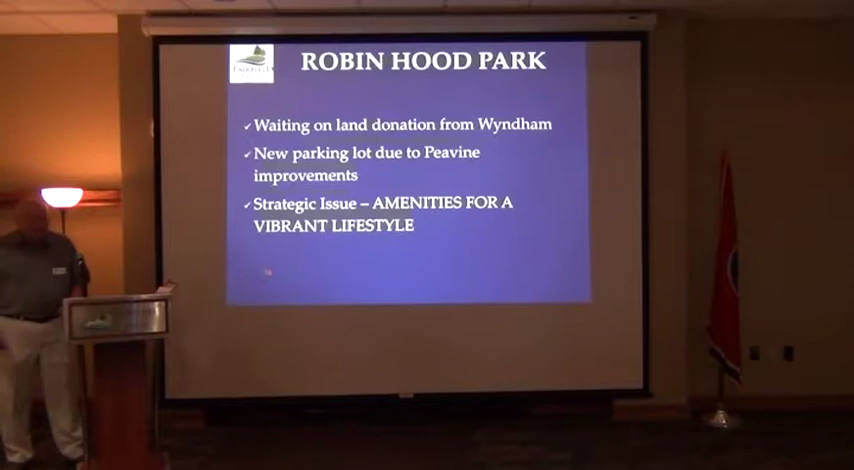 FAIRFIELD
ROBIN HOOD PARK
✓ Waiting on land donation from Wyndham
✓ New parking lot due to Peavine
improvements
✓ Strategic Issue – AMENITIES FOR A
VIBRANT LIFESTYLE